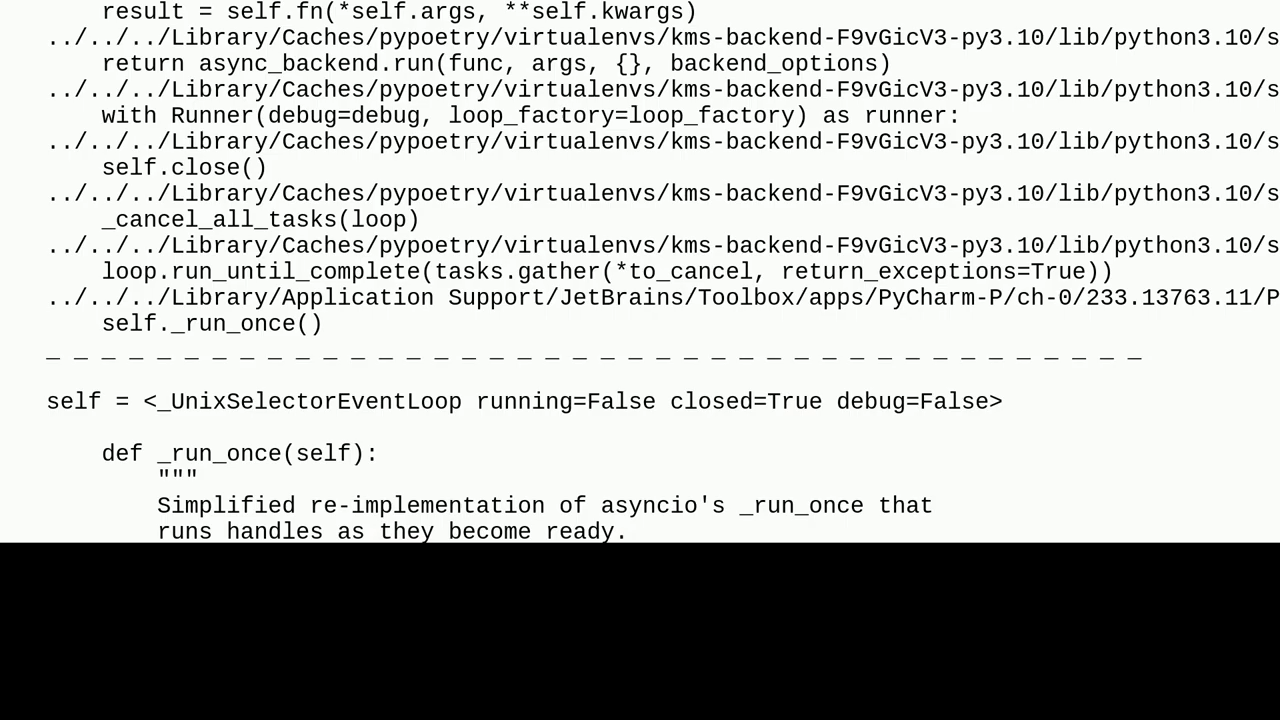 result = self.fn(*self.args, **self.kwargs)
../../../Library/Caches/pypoetry/virtualenvs/kms-backend-F9vGicV3-py3.10/lib/python3.10/s
return async_backend.run(func, args, {}, backend_options)
../../../Library/Caches/pypoetry/virtualenvs/kms-backend-F9vGicV3-py3.10/lib/python3.10/s
with Runner(debug=debug, loop_factory=loop_factory) as runner:
../../../Library/Caches/pypoetry/virtualenvs/kms-backend-F9vGicV3-py3.10/lib/python3.10/s
self.close()
../../../Library/Caches/pypoetry/virtualenvs/kms-backend-F9vGicV3-py3.10/lib/python3.10/s
_cancel_all_tasks(loop)
../../../Library/Caches/pypoetry/virtualenvs/kms-backend-F9vGicV3-py3.10/lib/python3.10/s
loop.run_until_complete(tasks.gather(*to_cancel, return_exceptions=True))
../../../Library/Application Support/JetBrains/Toolbox/apps/PyCharm-P/ch-0/233.13763.11/P
self._run_once()
_ _ _ _ _ _ _ _ _ _ _ _ _ _ _ _ _ _ _ _ _ _ _ _ _ _ _ _ _ _ _ _ _ _ _ _ _ _ _ _
self = <_UnixSelectorEventLoop running=False closed=True debug=False>
def _run_once(self):
"""
Simplified re-implementation of asyncio's _run_once that
runs handles as they become ready.